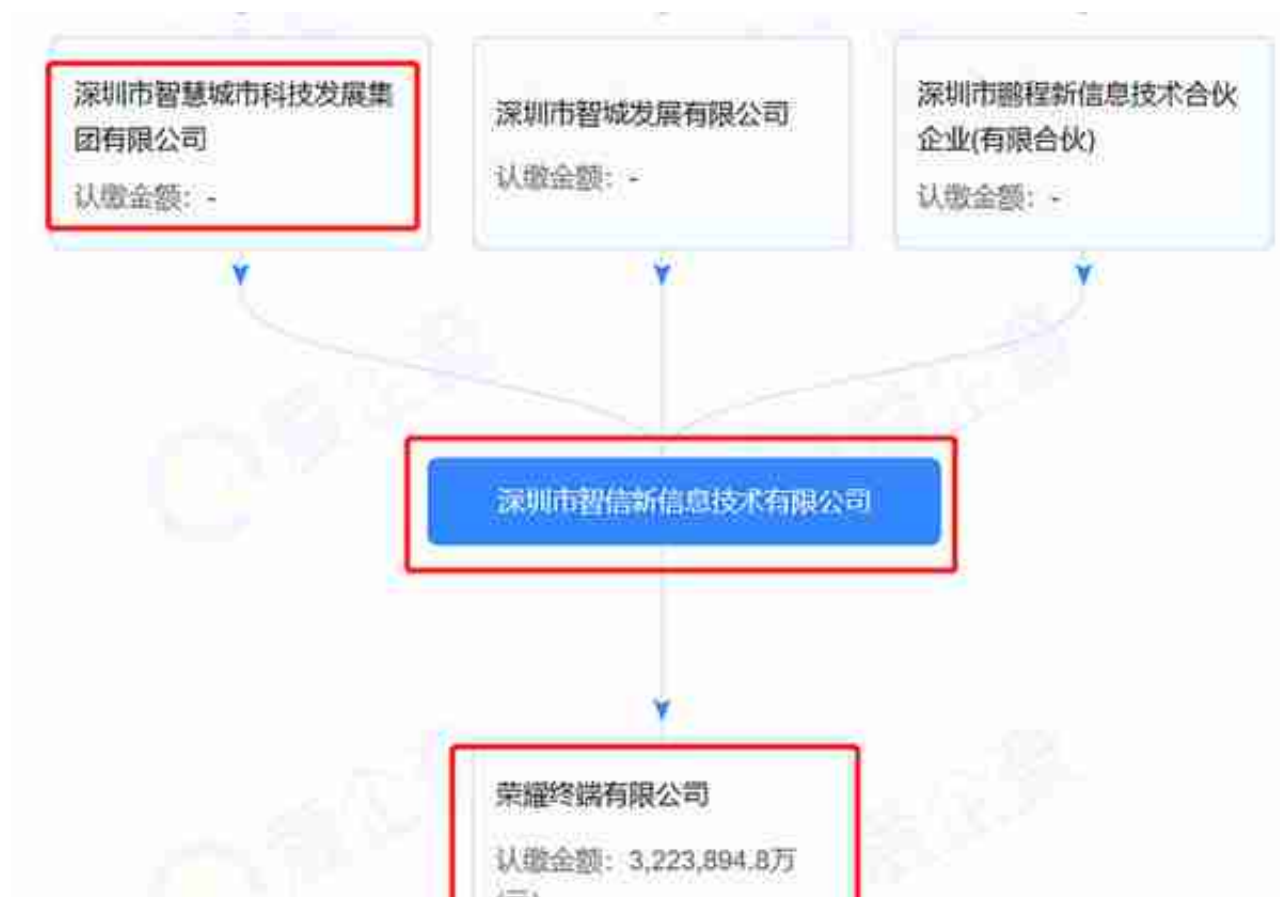 深圳市智慧城市科技发展集
团有限公司
认缴金额：-
深圳市智城发展有限公司
认缴金额：-
深圳市鹏程新信息技术合伙
企业(有限合伙)
认缴金额：-
深圳市智信新信息技术有限公司
荣耀终端有限公司
认缴金额：3,223,894.8万